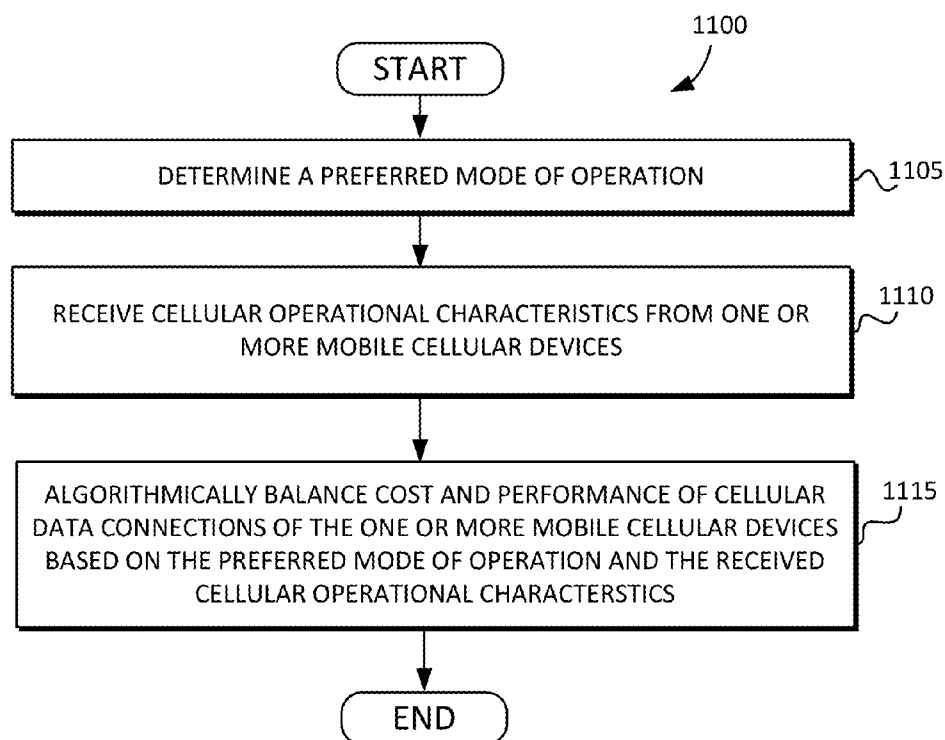 1100
START
DETERMINE A PREFERRED MODE OF OPERATION
1105
RECEIVE CELLULAR OPERATIONAL CHARACTERISTICS FROM ONE OR
MORE MOBILE CELLULAR DEVICES
1110
ALGORITHMICALLY BALANCE COST AND PERFORMANCE OF CELLULAR
DATA CONNECTIONS OF THE ONE OR MORE MOBILE CELLULAR DEVICES
BASED ON THE PREFERRED MODE OF OPERATION AND THE RECEIVED
CELLULAR OPERATIONAL CHARACTERSTICS
1115
END